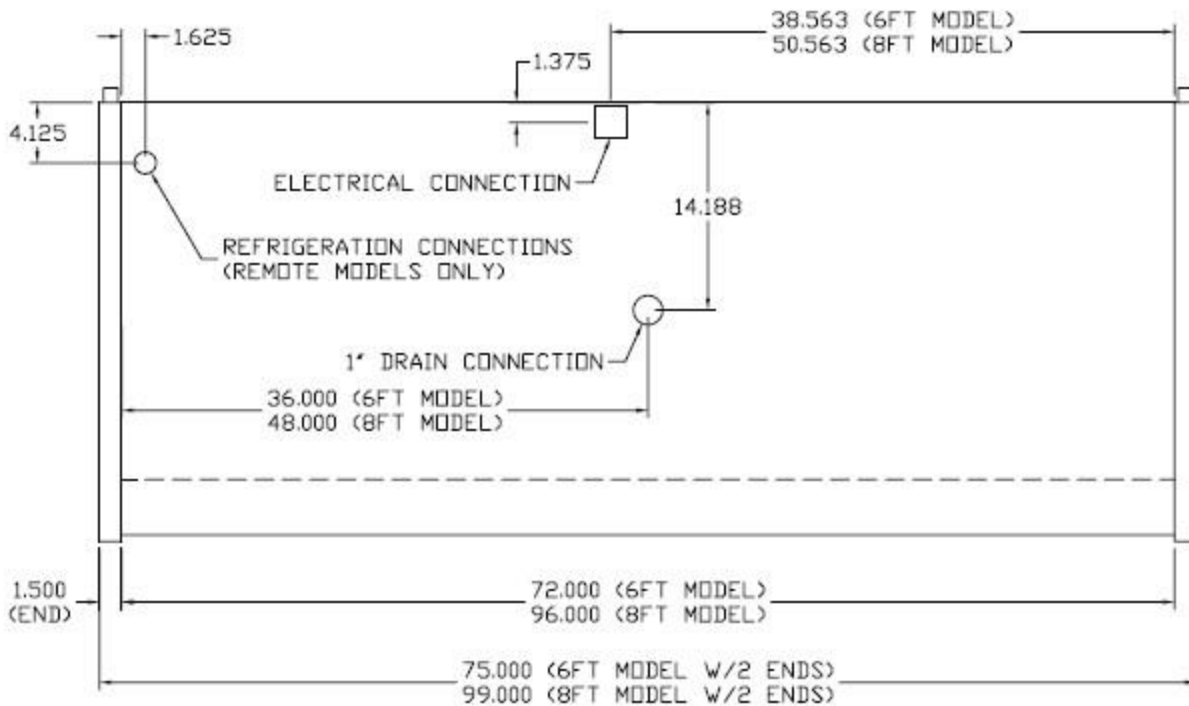 38.563 (6FT MODEL)
50.563 (8FT MODEL)
1.625
1.375
4.125
ELECTRICAL CONNECTION
14.188
REFRIGERATION CONNECTIONS
(REMOTE MODELS ONLY)
1" DRAIN CONNECTION
36.000 (6FT MODEL)
48.000 (8FT MODEL)
1.500
(END)
72.000 (6FT MODEL)
96.000 (8FT MODEL)
75.000 (6FT MODEL W/2 ENDS)
99.000 (8FT MODEL W/2 ENDS)